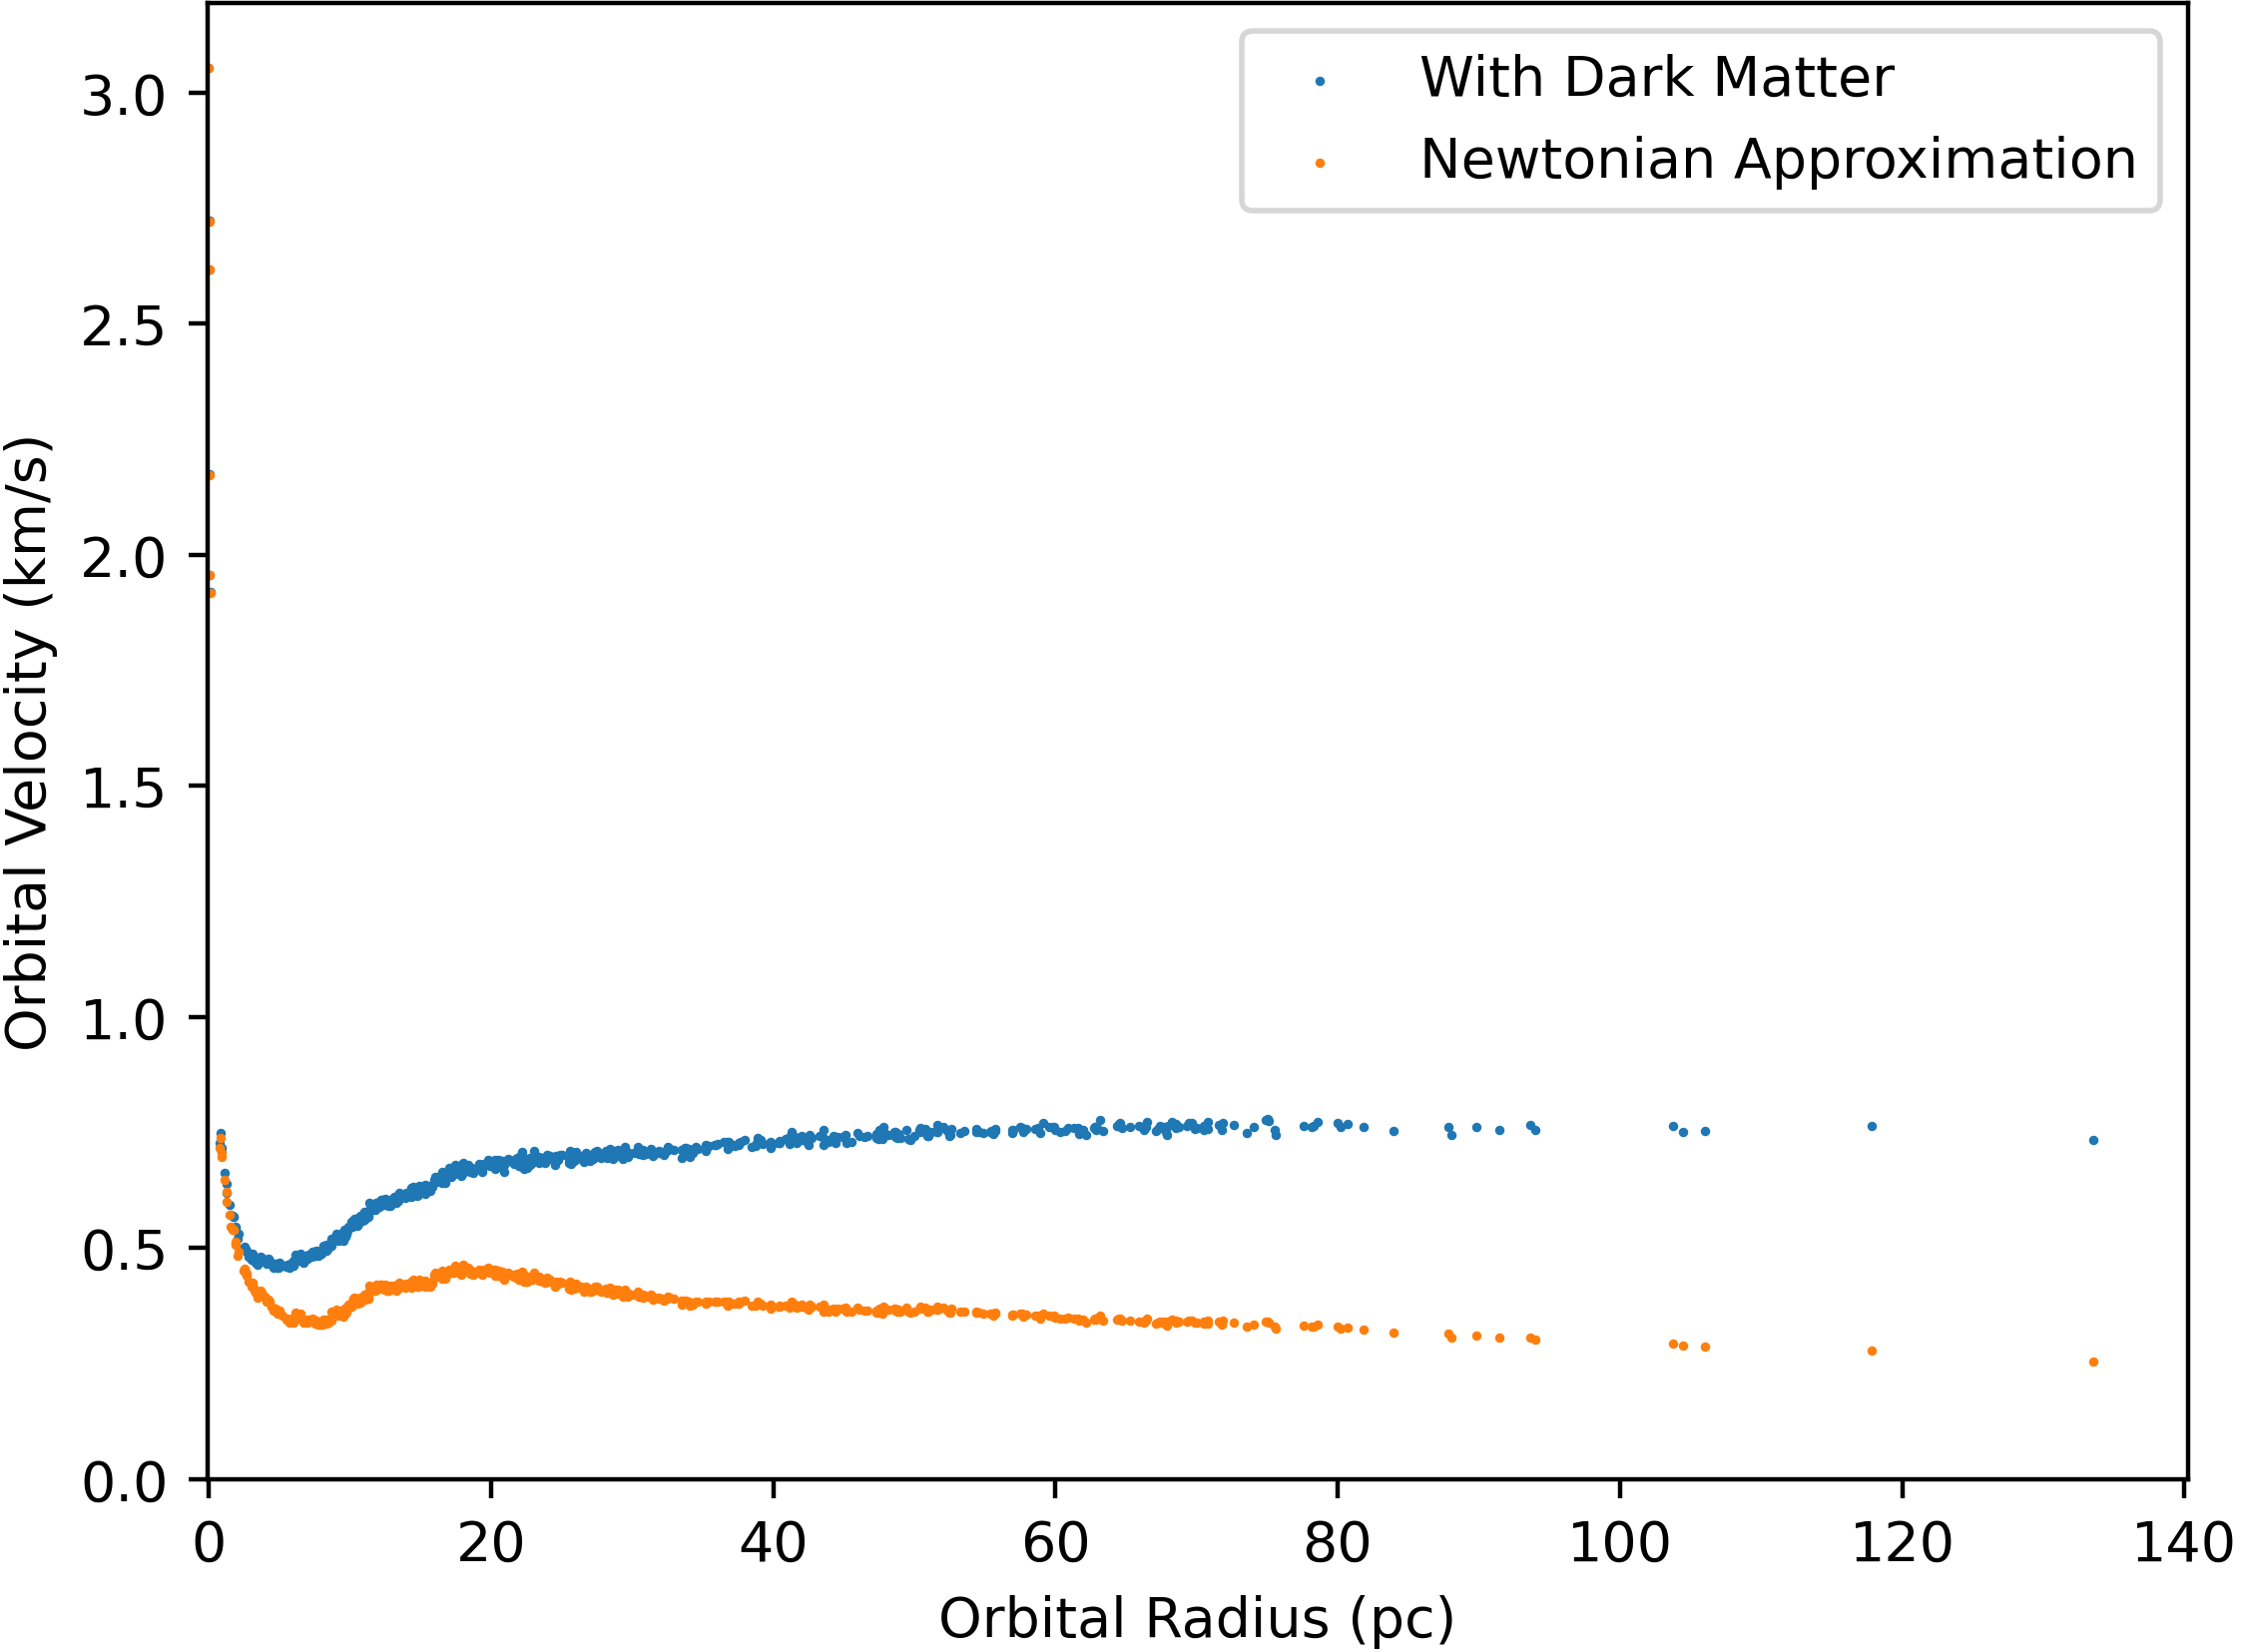 With Dark Matter
Newtonian Approximation
3.0
2.5
2.0
1.5
1.0
0.5
0.0
Orbital Velocity (km/s)
0 20 40 60 80 100 120 140
Orbital Radius (pc)